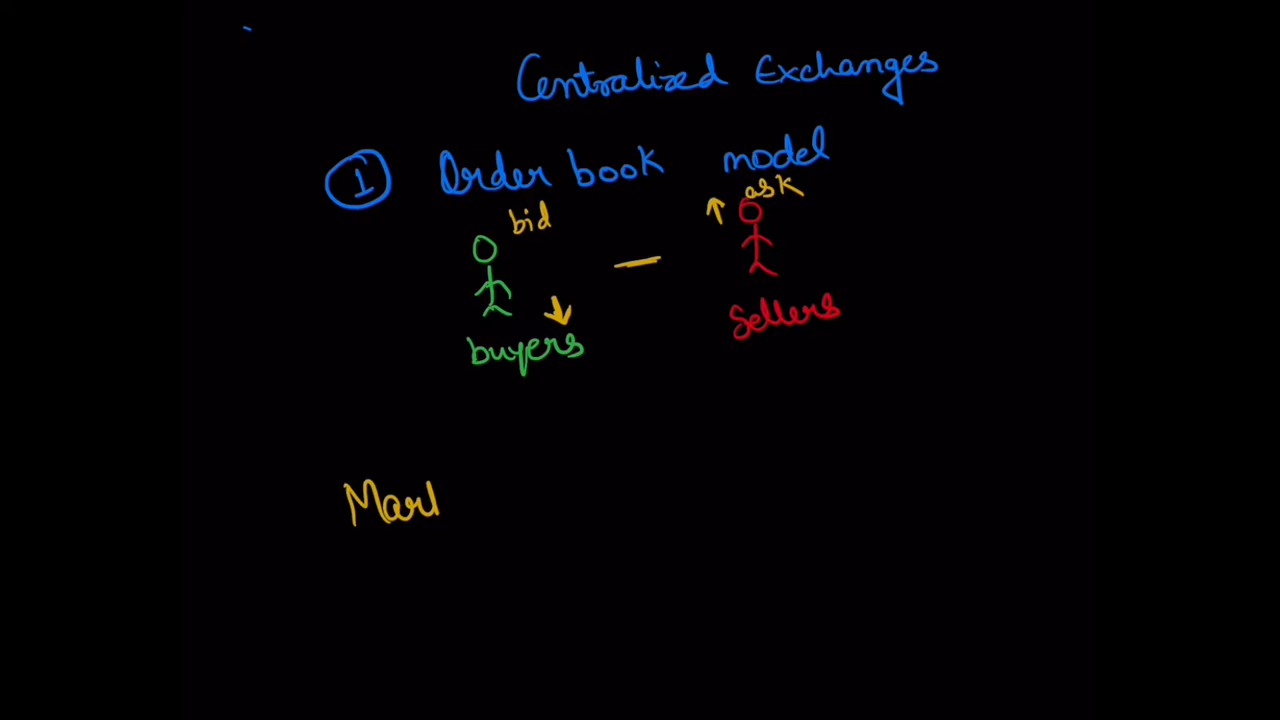 Centralized Exchanges
1 Order book model
bid ask
buyers sellers
Marl